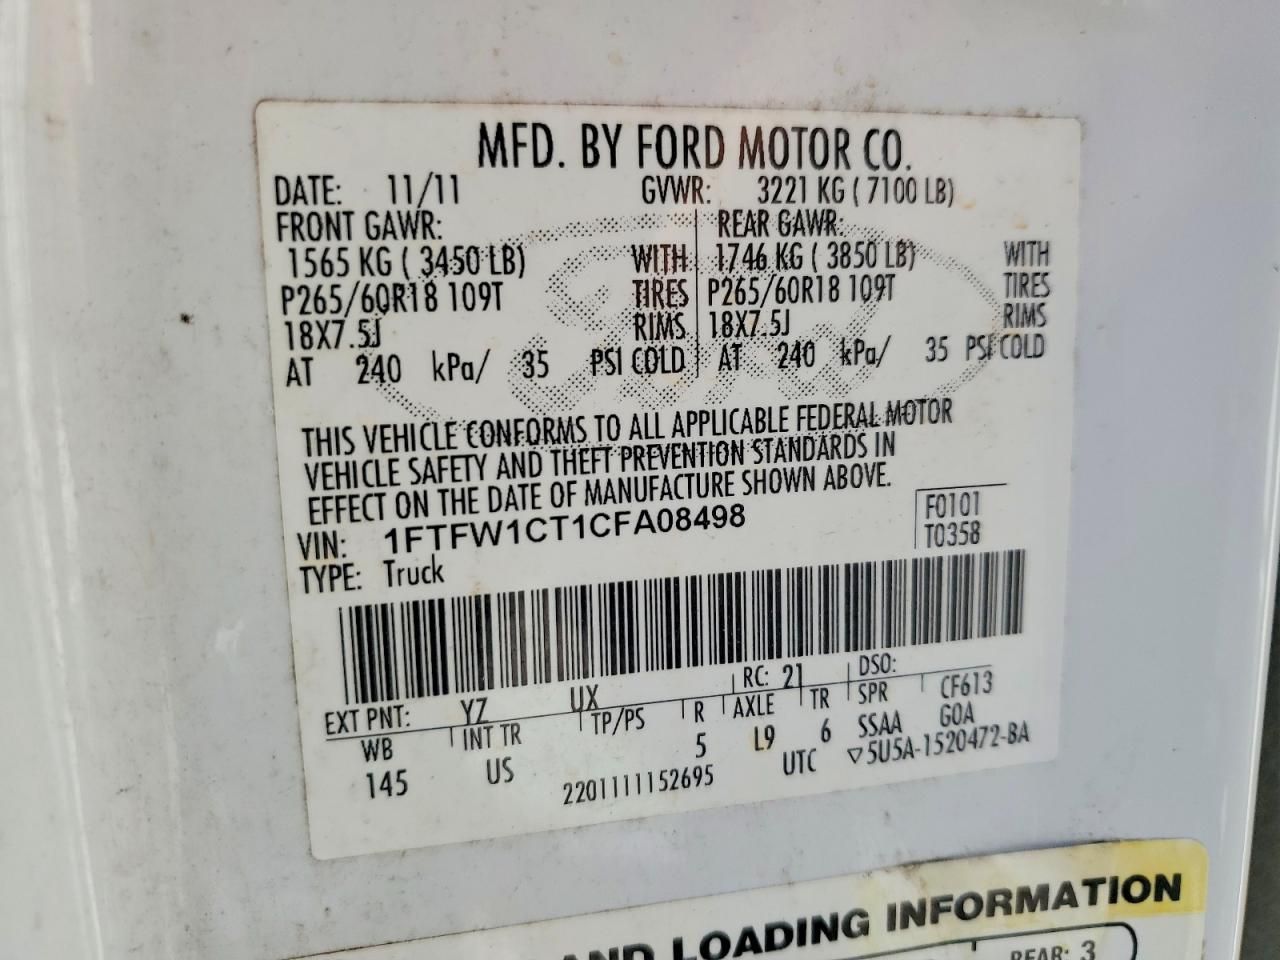 MFD. BY FORD MOTOR CO.
DATE: 11/11 GVWR: 3221 KG ( 7100 LB)
FRONT GAWR: REAR GAWR:
1565 KG ( 3450 LB) WITH 1746 KG ( 3850 LB) WITH
P265/60R18 109T TIRES P265/60R18 109T TIRES
18X7.5J RIMS 18X7.5J RIMS
AT 240 kPa/ 35 PSI COLD AT 240 kPa/ 35 PSI COLD
THIS VEHICLE CONFORMS TO ALL APPLICABLE FEDERAL MOTOR
VEHICLE SAFETY AND THEFT PREVENTION STANDARDS IN
EFFECT ON THE DATE OF MANUFACTURE SHOWN ABOVE.
VIN: 1FTFW1CT1CFA08498 F0101
TYPE: Truck T0358
EXT PNT: YZ UX RC: 21 DSO:
WB INT TR TP/PS R AXLE TR SPR CF613
145 US 5 L9 6 SSAA GOA
2201111152695 UTC ▽5U5A-1520472-BA
AND LOADING INFORMATION
REAR: 3